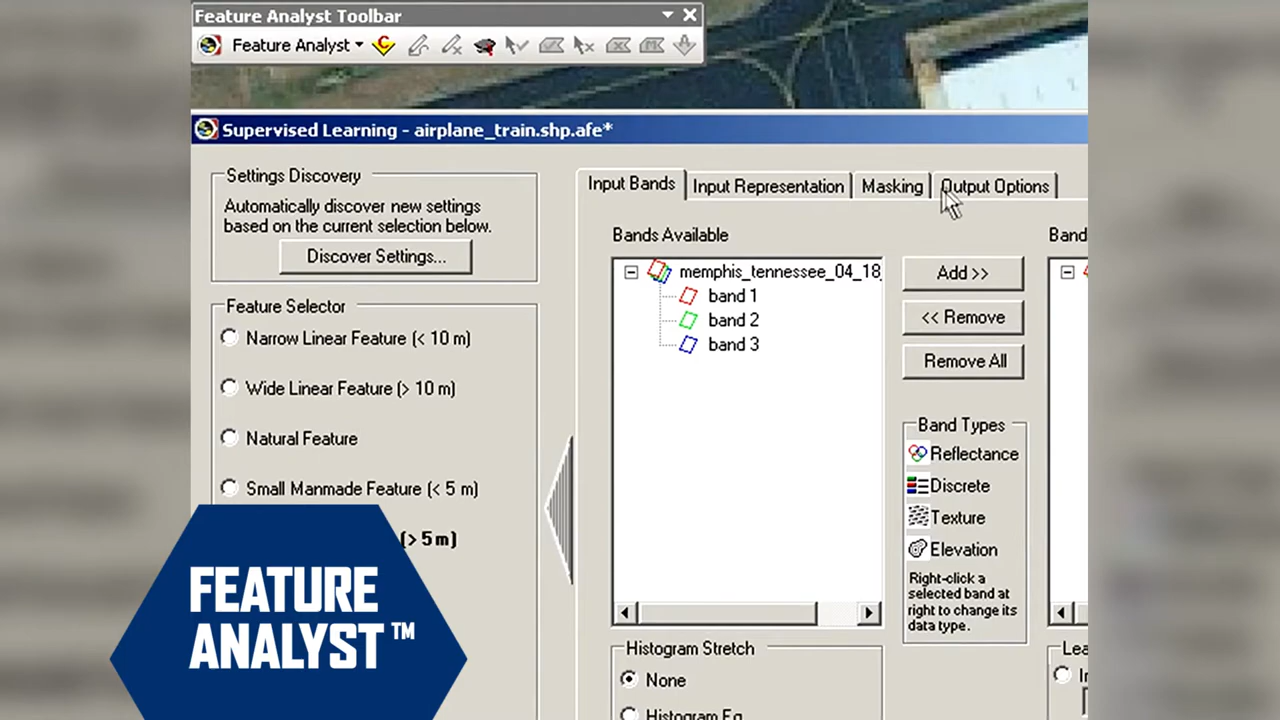 Feature Analyst Toolbar
Feature Analyst
Supervised Learning - airplane_train.shp.afe*
Settings Discovery
Automatically discover new settings
based on the current selection below.
Discover Settings...
Feature Selector
Narrow Linear Feature (< 10 m)
Wide Linear Feature (> 10 m)
Natural Feature
Small Manmade Feature (< 5 m)
(> 5 m)
Input Bands
Input Representation
Masking
Output Options
Bands Available
memphis_tennessee_04_18
band 1
band 2
band 3
Add >>
<< Remove
Remove All
Band Types
Reflectance
Discrete
Texture
Elevation
Right-click a
selected band at
right to change its
data type.
Histogram Stretch
None
Histogram Eq
Band
Lea
FEATURE
ANALYST™